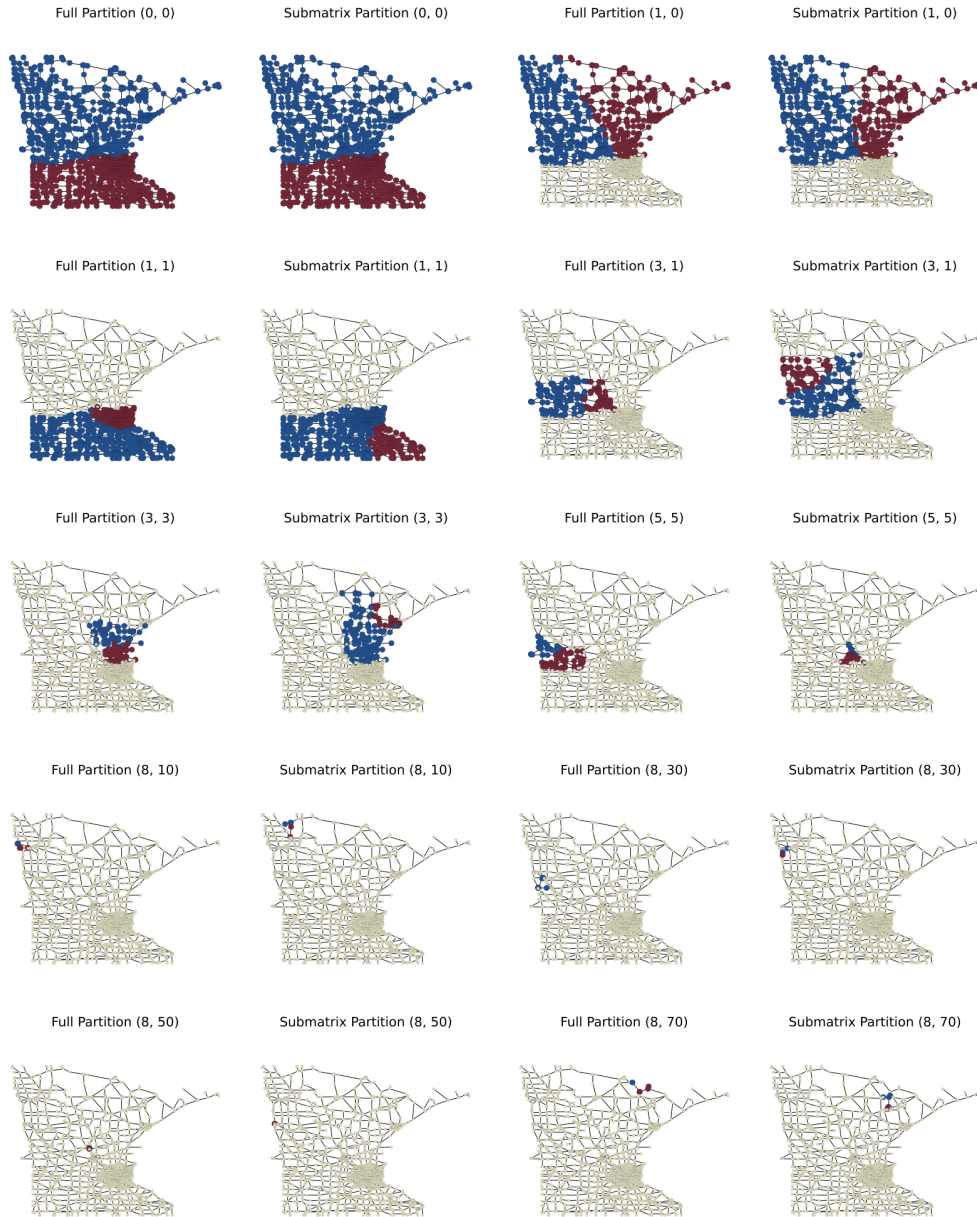 Full Partition (0, 0)
Submatrix Partition (0, 0)
Full Partition (1, 0)
Submatrix Partition (1, 0)
Full Partition (1, 1)
Submatrix Partition (1, 1)
Full Partition (3, 1)
Submatrix Partition (3, 1)
Full Partition (3, 3)
Submatrix Partition (3, 3)
Full Partition (5, 5)
Submatrix Partition (5, 5)
Full Partition (8, 10)
Submatrix Partition (8, 10)
Full Partition (8, 30)
Submatrix Partition (8, 30)
Full Partition (8, 50)
Submatrix Partition (8, 50)
Full Partition (8, 70)
Submatrix Partition (8, 70)